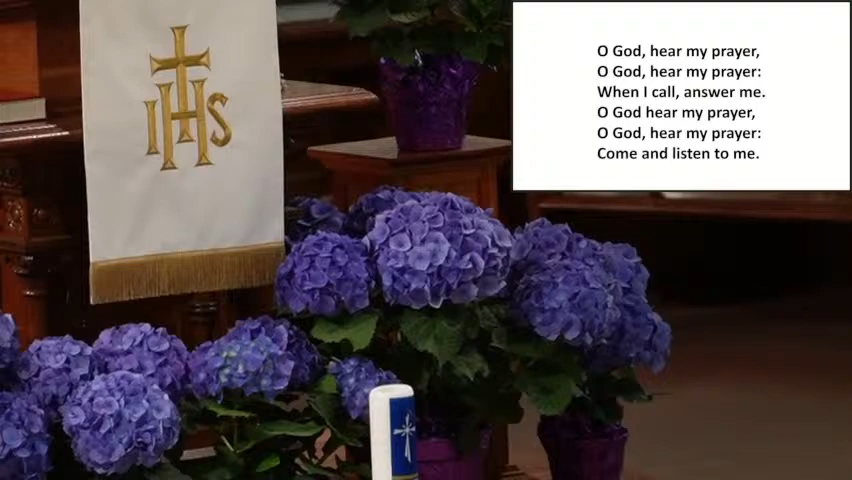 IHS
O God, hear my prayer,
O God, hear my prayer:
When I call, answer me.
O God hear my prayer,
O God, hear my prayer:
Come and listen to me.